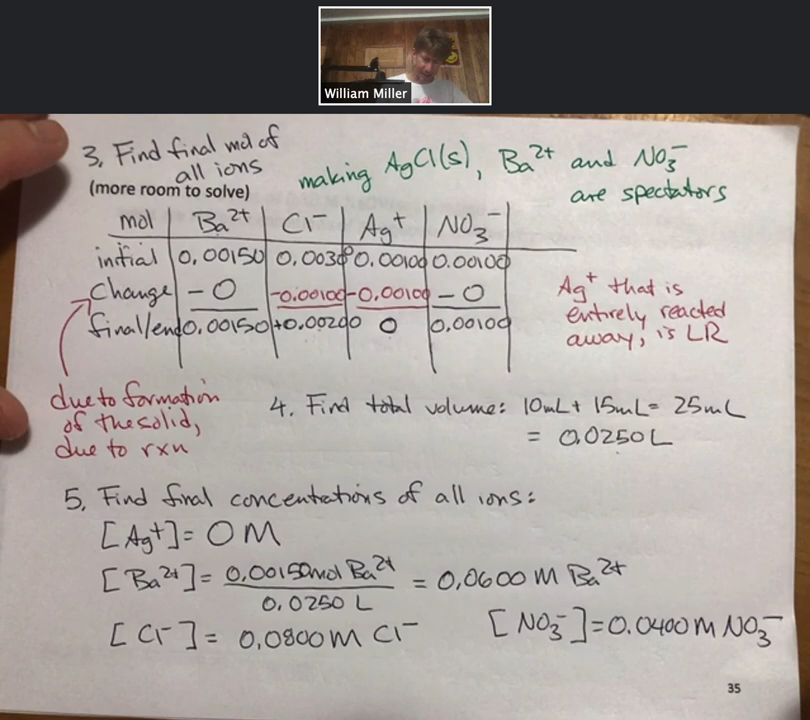 William Miller
3. Find final mol of
all ions
(more room to solve)
making AgCl(s), Ba²⁺ and NO₃⁻
are spectators
mol | Ba²⁺ | Cl⁻ | Ag⁺ | NO₃⁻
initial | 0.00150 | 0.00300 | 0.00100 | 0.00100
Change | - 0 | -0.00100 | -0.00100 | - 0
final/end | 0.00150 | +0.00200 | 0 | 0.00100
Ag⁺ that is
entirely reacted
away, is LR
due to formation
of the solid,
due to rxn
4. Find total volume: 10mL + 15mL = 25mL
= 0.0250 L
5. Find final concentrations of all ions:
[Ag⁺] = 0 M
[Ba²⁺] = 0.00150 mol Ba²⁺ = 0.0600 M Ba²⁺
0.0250 L
[Cl⁻] = 0.0800 M Cl⁻ [NO₃⁻] = 0.0400 M NO₃⁻
35